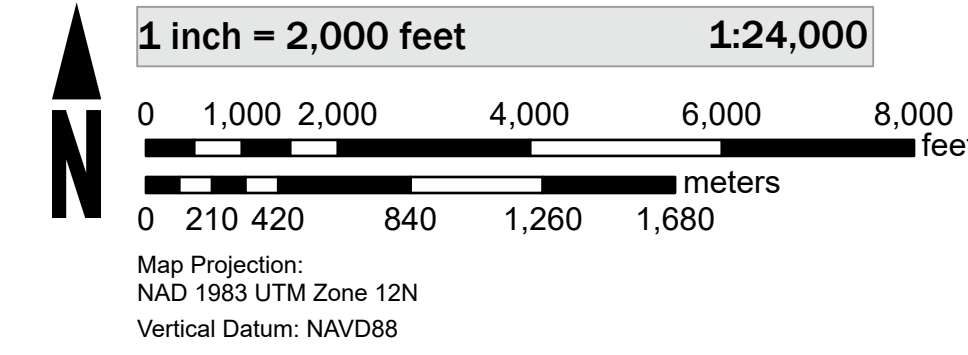 1 inch = 2,000 feet 1:24,000
0 1,000 2,000 4,000 6,000 8,000
feet
meters
0 210 420 840 1,260 1,680
N
Map Projection:
NAD 1983 UTM Zone 12N
Vertical Datum: NAVD88